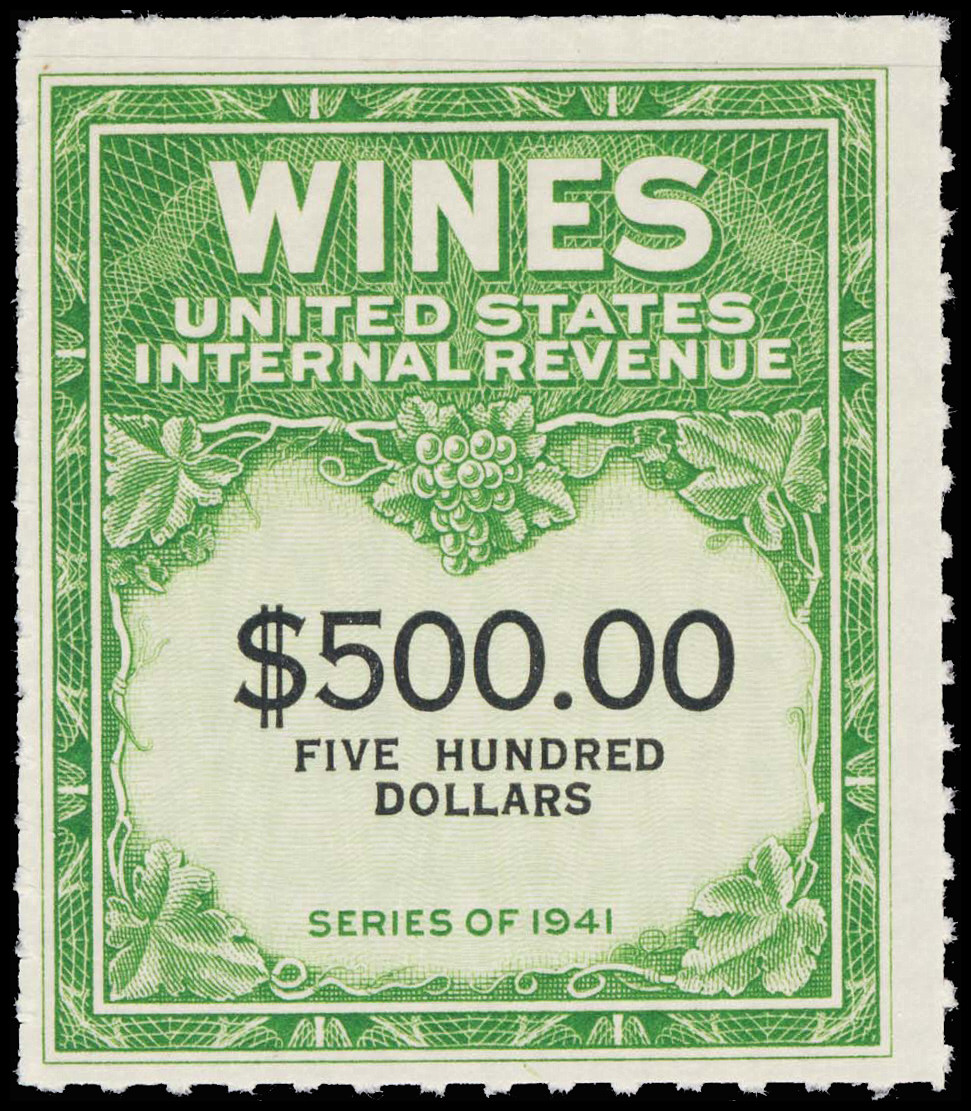 WINES
UNITED STATES
INTERNAL REVENUE
$500.00
FIVE HUNDRED
DOLLARS
SERIES OF 1941